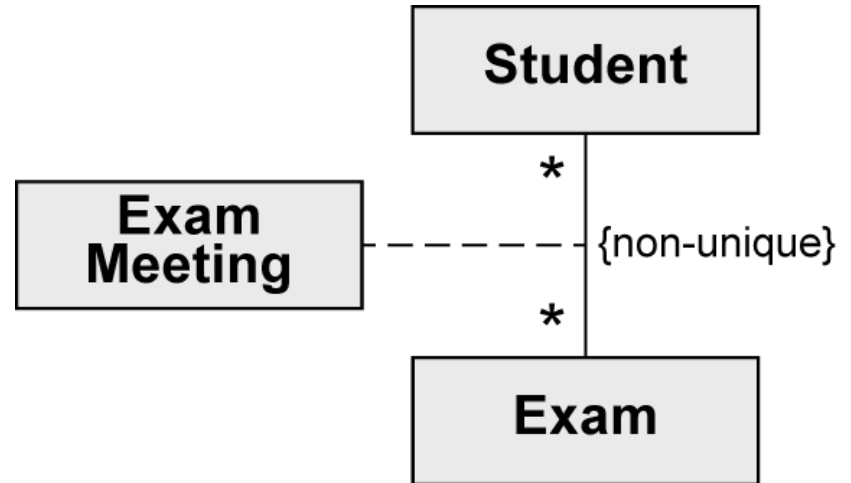 Student
*
Exam
Meeting
{non-unique}
*
Exam